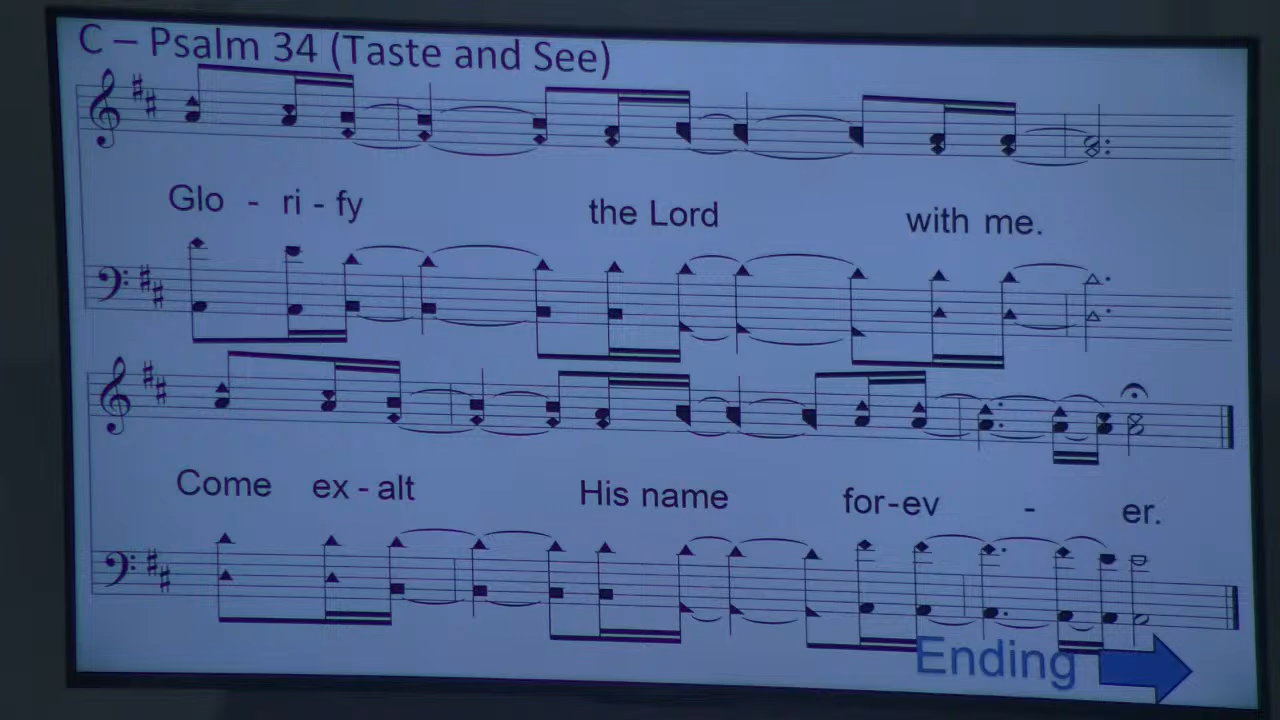 C – Psalm 34 (Taste and See)
Glo - ri - fy the Lord with me.
Come ex - alt His name for-ev - er.
Ending